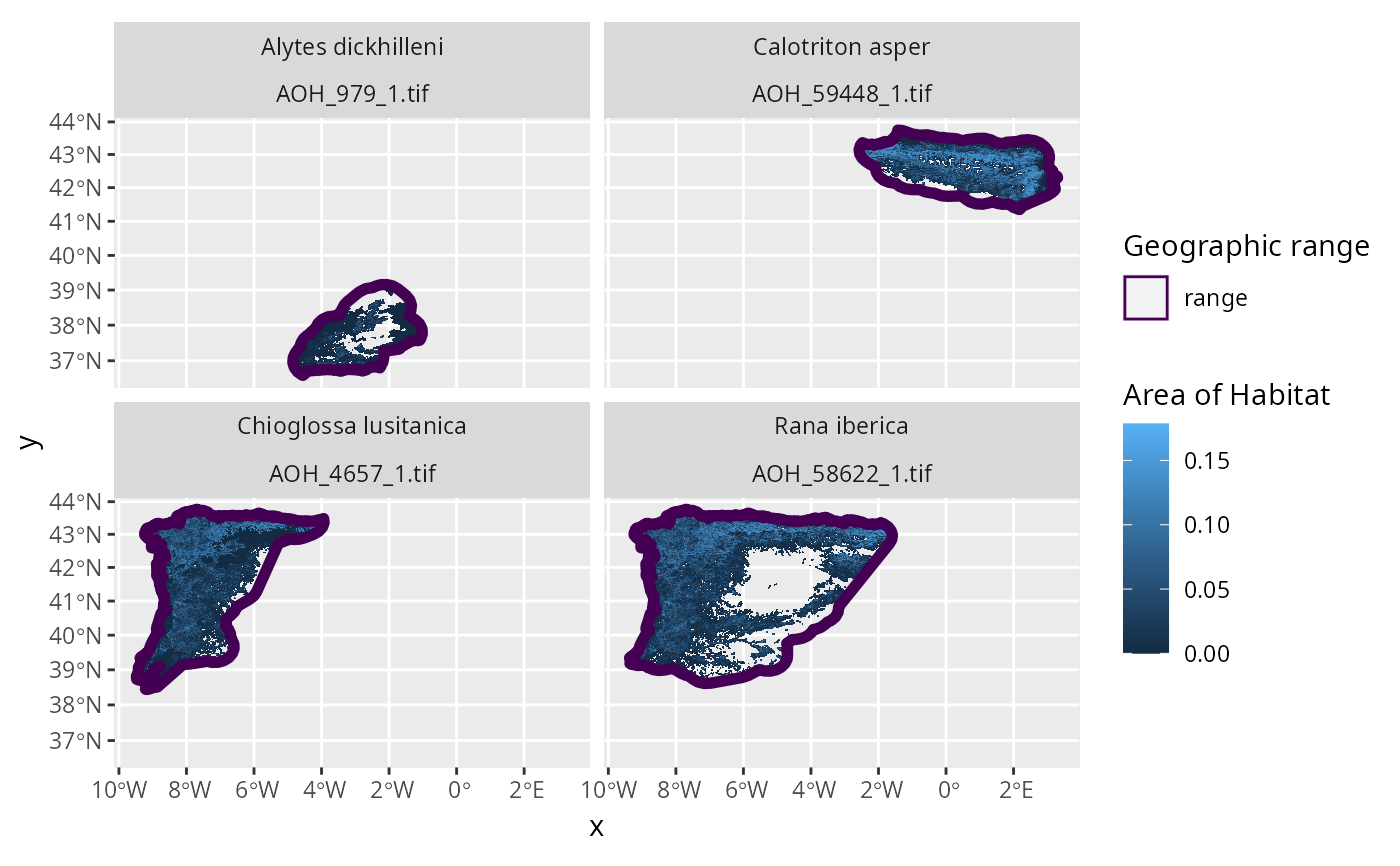 Alytes dickhilleni
AOH_979_1.tif
Calotriton asper
AOH_59448_1.tif
44°N
43°N
42°N
41°N
40°N
39°N
38°N
37°N
Chioglossa lusitanica
AOH_4657_1.tif
Rana iberica
AOH_58622_1.tif
44°N
43°N
42°N
41°N
40°N
39°N
38°N
37°N
10°W 8°W 6°W 4°W 2°W 0° 2°E
10°W 8°W 6°W 4°W 2°W 0° 2°E
x
y
Geographic range
range
Area of Habitat
0.15
0.10
0.05
0.00